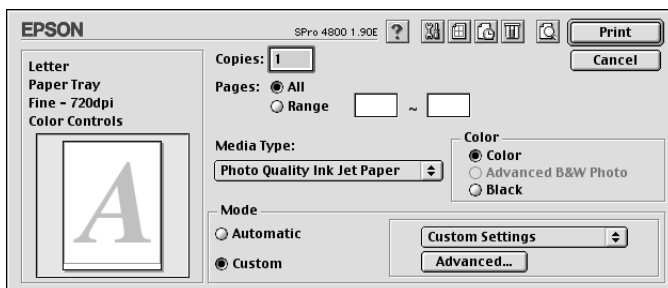 EPSON
SPro 4800 1.90E
?
Print
Cancel
Letter
Paper Tray
Fine - 720dpi
Color Controls
A
Copies: 1
Pages: All
Range ~
Media Type:
Photo Quality Ink Jet Paper
Color
Color
Advanced B&W Photo
Black
Mode
Automatic
Custom
Custom Settings
Advanced...